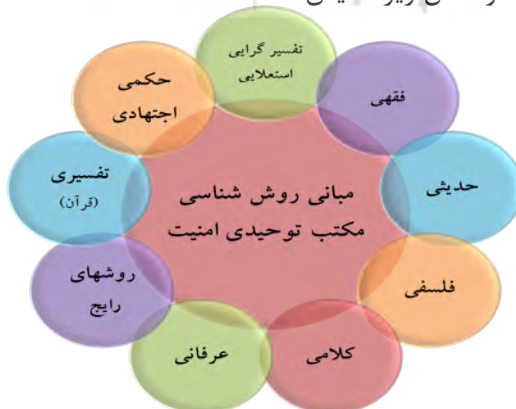 تفسیر گرایی
استعلایی
فقهی
حدیثی
فلسفی
کلامی
عرفانی
روشهای
رایج
تفسیری
(قرآن)
حکمی
اجتهادی
مبانی روش شناسی
مکتب توحیدی امنیت